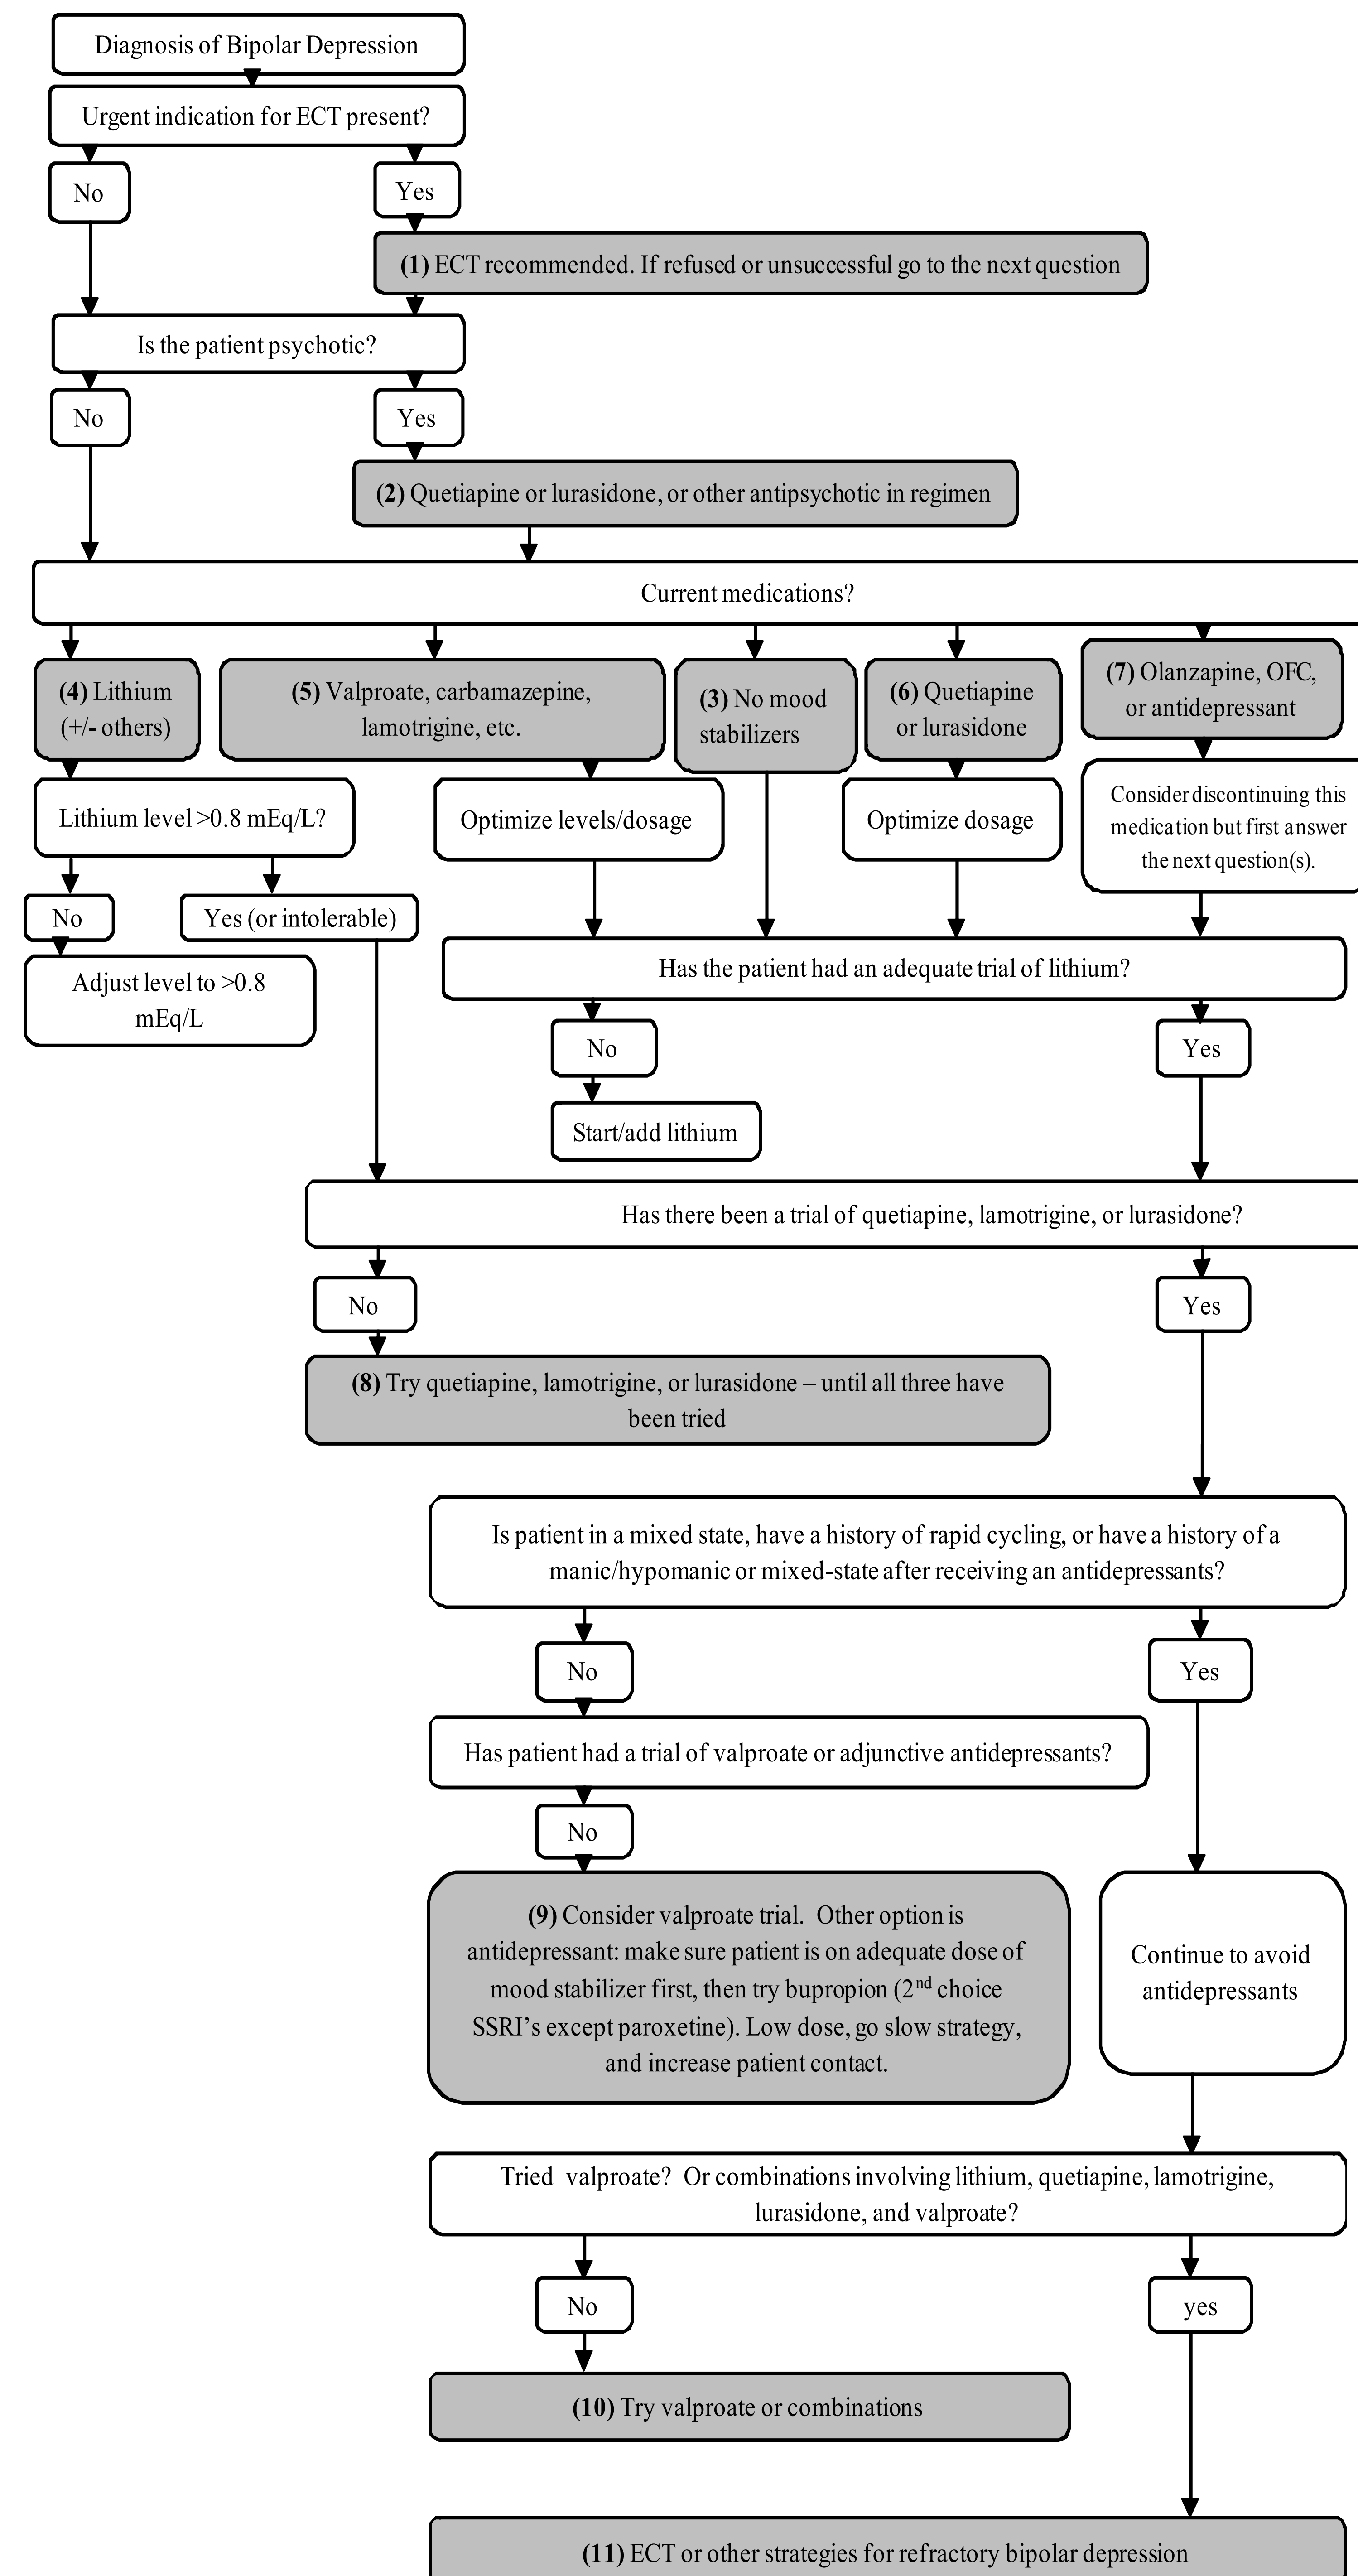 Diagnosis of Bipolar Depression
Urgent indication for ECT present?
No
Yes
(1) ECT recommended. If refused or unsuccessful go to the next question
Is the patient psychotic?
No
Yes
(2) Quetiapine or lurasidone, or other antipsychotic in regimen
Current medications?
(4) Lithium
(+/- others)
(5) Valproate, carbamazepine,
lamotrigine, etc.
(3) No mood
stabilizers
(6) Quetiapine
or lurasidone
(7) Olanzapine, OFC,
or antidepressant
Lithium level >0.8 mEq/L?
Optimize levels/dosage
Optimize dosage
Consider discontinuing this
medication but first answer
the next question(s).
No
Yes (or intolerable)
Adjust level to >0.8
mEq/L
Has the patient had an adequate trial of lithium?
No
Yes
Start/add lithium
Has there been a trial of quetiapine, lamotrigine, or lurasidone?
No
Yes
(8) Try quetiapine, lamotrigine, or lurasidone – until all three have
been tried
Is patient in a mixed state, have a history of rapid cycling, or have a history of a
manic/hypomanic or mixed-state after receiving an antidepressants?
No
Yes
Has patient had a trial of valproate or adjunctive antidepressants?
No
(9) Consider valproate trial. Other option is
antidepressant: make sure patient is on adequate dose of
mood stabilizer first, then try bupropion (2nd choice
SSRI’s except paroxetine). Low dose, go slow strategy,
and increase patient contact.
Continue to avoid
antidepressants
Tried valproate? Or combinations involving lithium, quetiapine, lamotrigine,
lurasidone, and valproate?
No
yes
(10) Try valproate or combinations
(11) ECT or other strategies for refractory bipolar depression